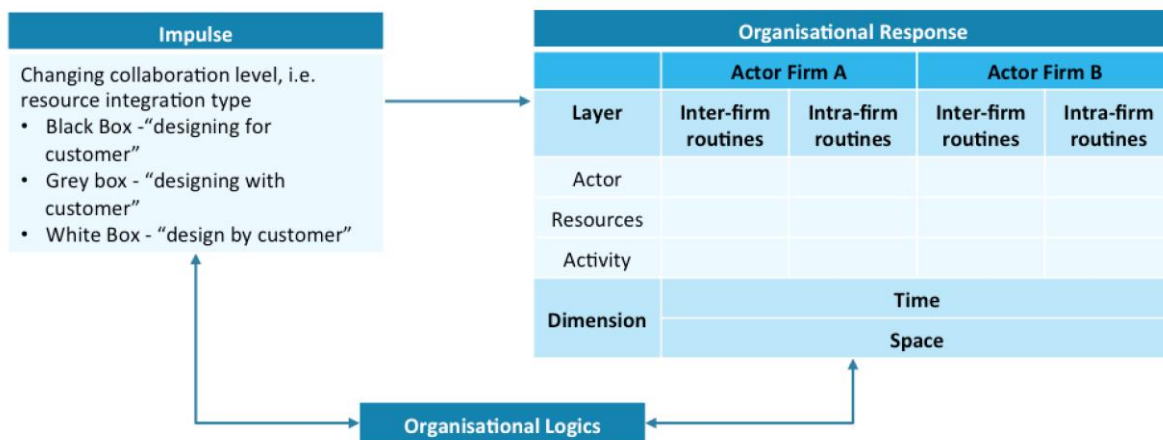 Impulse
Changing collaboration level, i.e.
resource integration type
• Black Box -“designing for
customer”
• Grey box - “designing with
customer”
• White Box - “design by customer”
Organisational Response
Actor Firm A Actor Firm B
Layer
Inter-firm
routines
Intra-firm
routines
Inter-firm
routines
Intra-firm
routines
Actor
Resources
Activity
Dimension
Time
Space
Organisational Logics